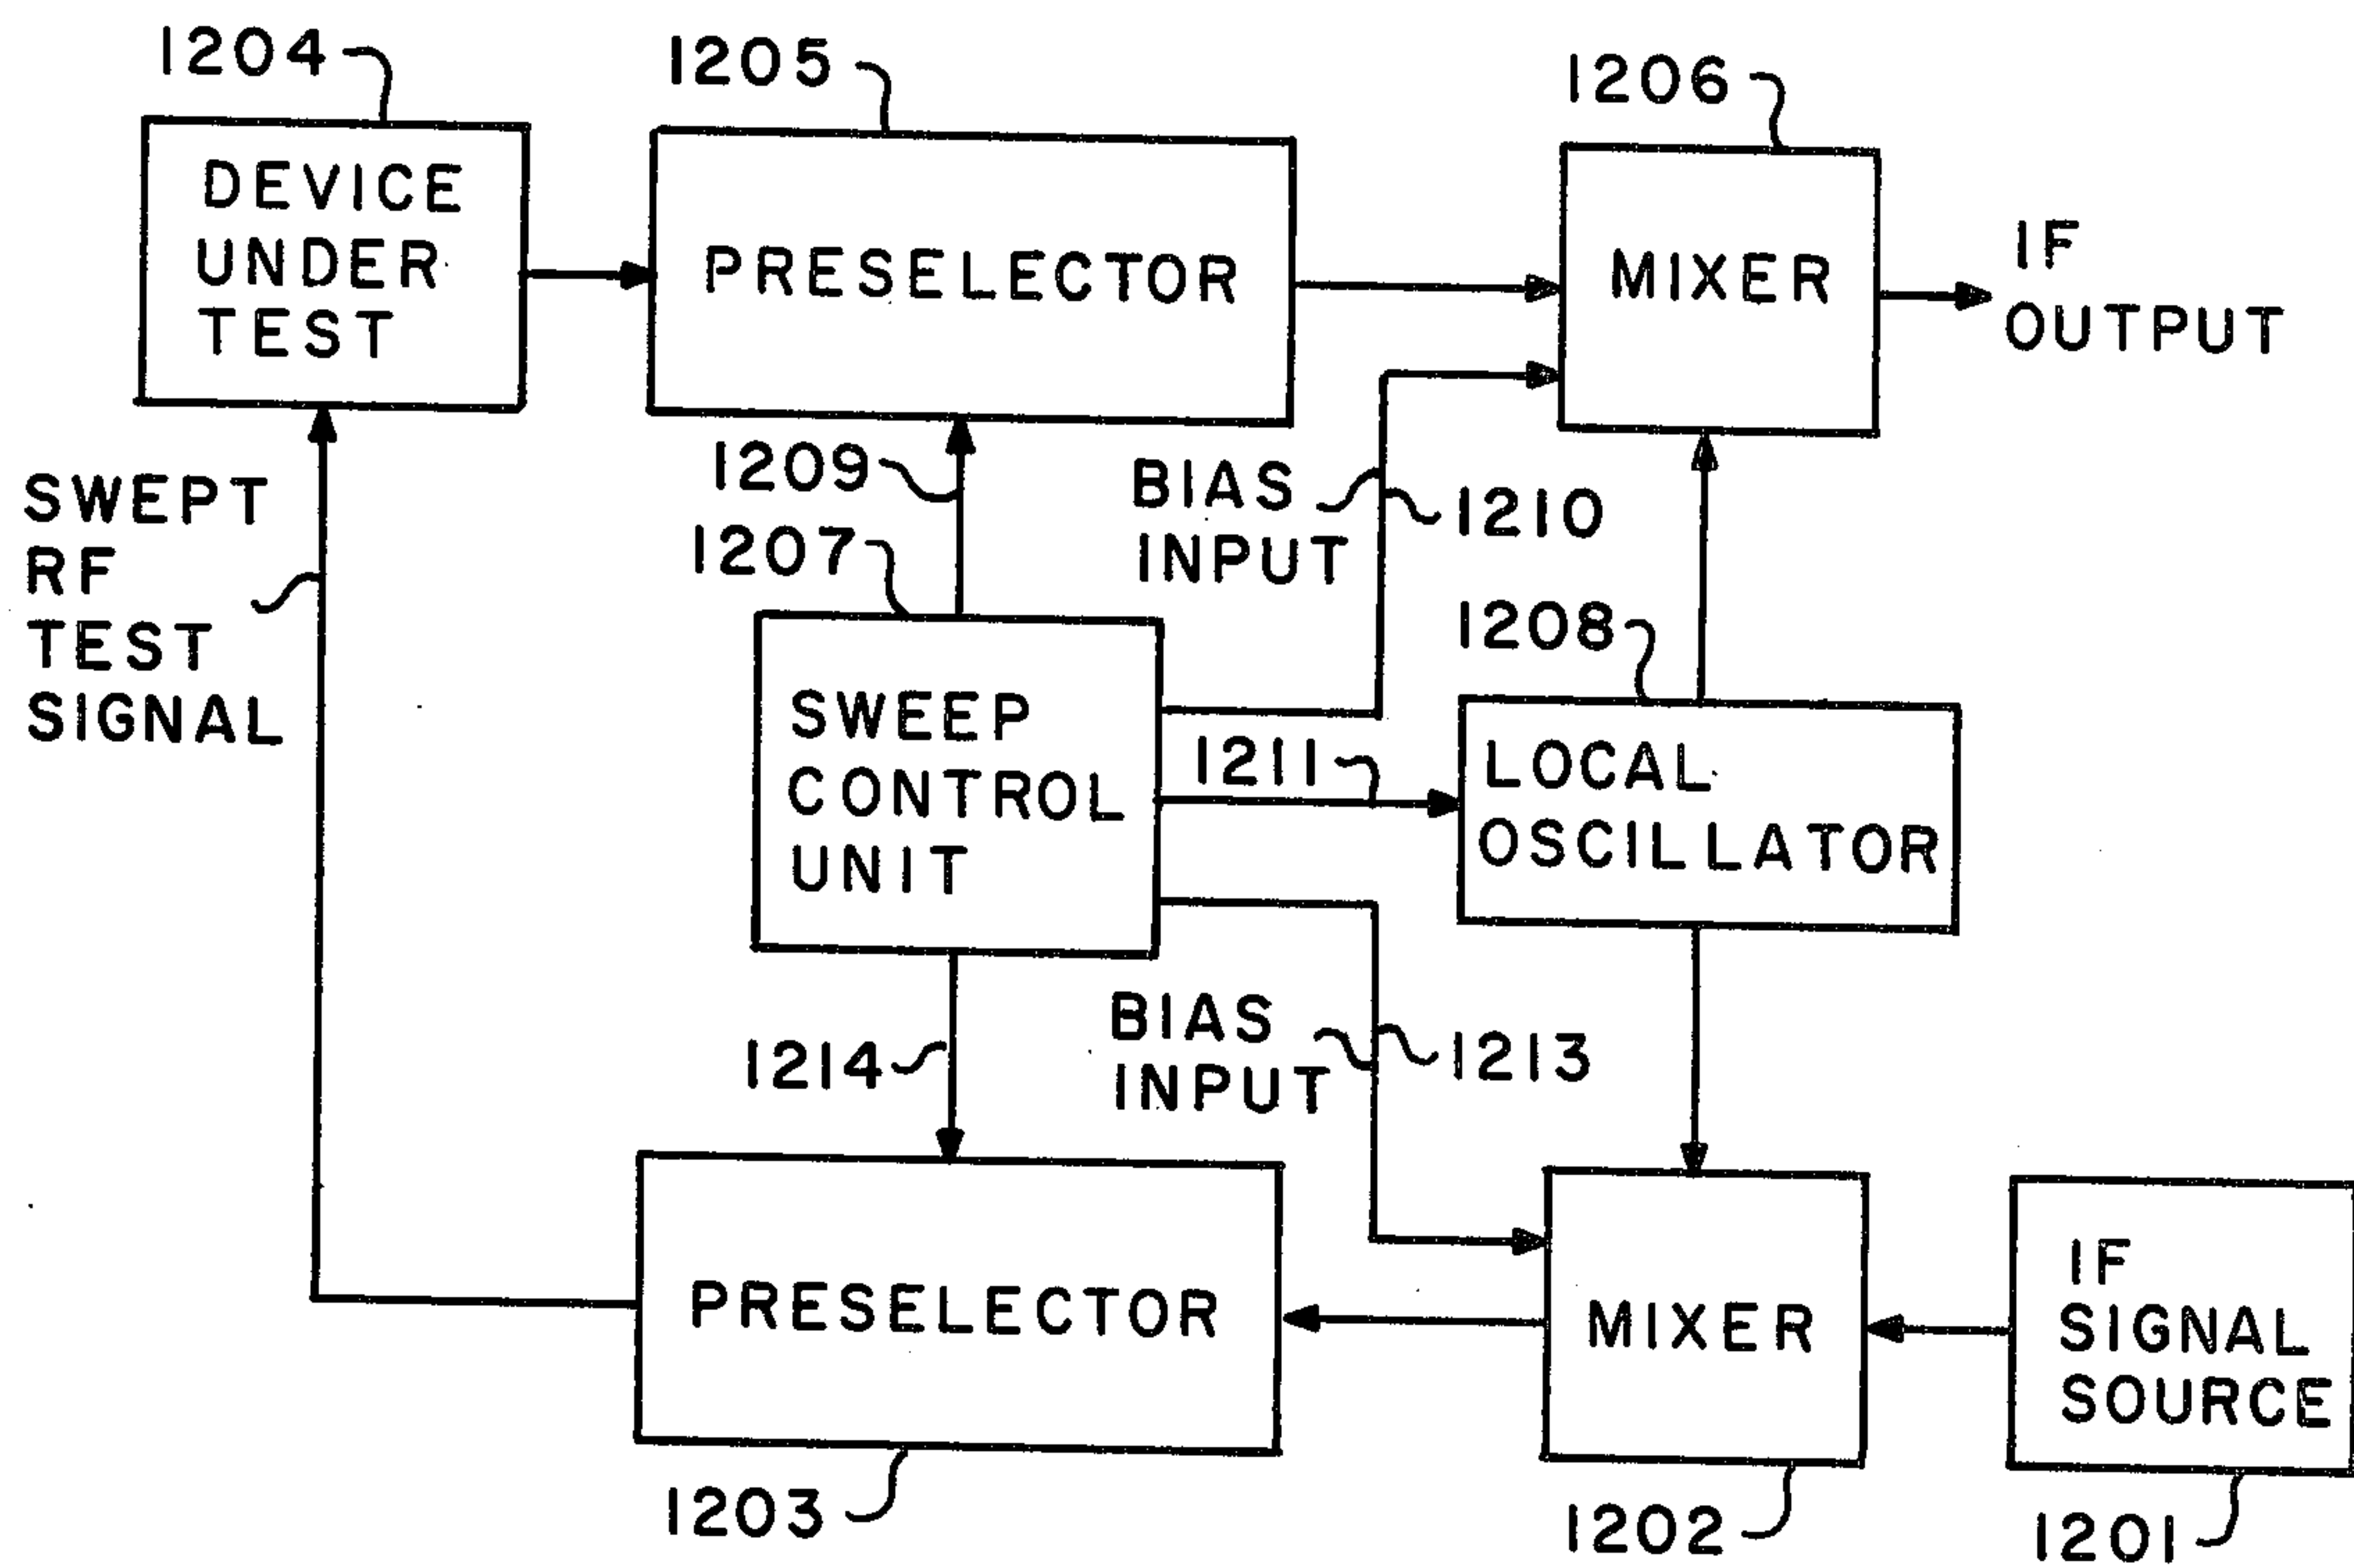 1204
1205
1206
DEVICE
UNDER
TEST
PRESELECTOR
MIXER
IF
OUTPUT
SWEPT
RF
TEST
SIGNAL
1209
1207
BIAS
INPUT
1210
1208
SWEEP
CONTROL
UNIT
1211
LOCAL
OSCILLATOR
1214
BIAS
INPUT
1213
PRESELECTOR
MIXER
IF
SIGNAL
SOURCE
1203
1202
1201